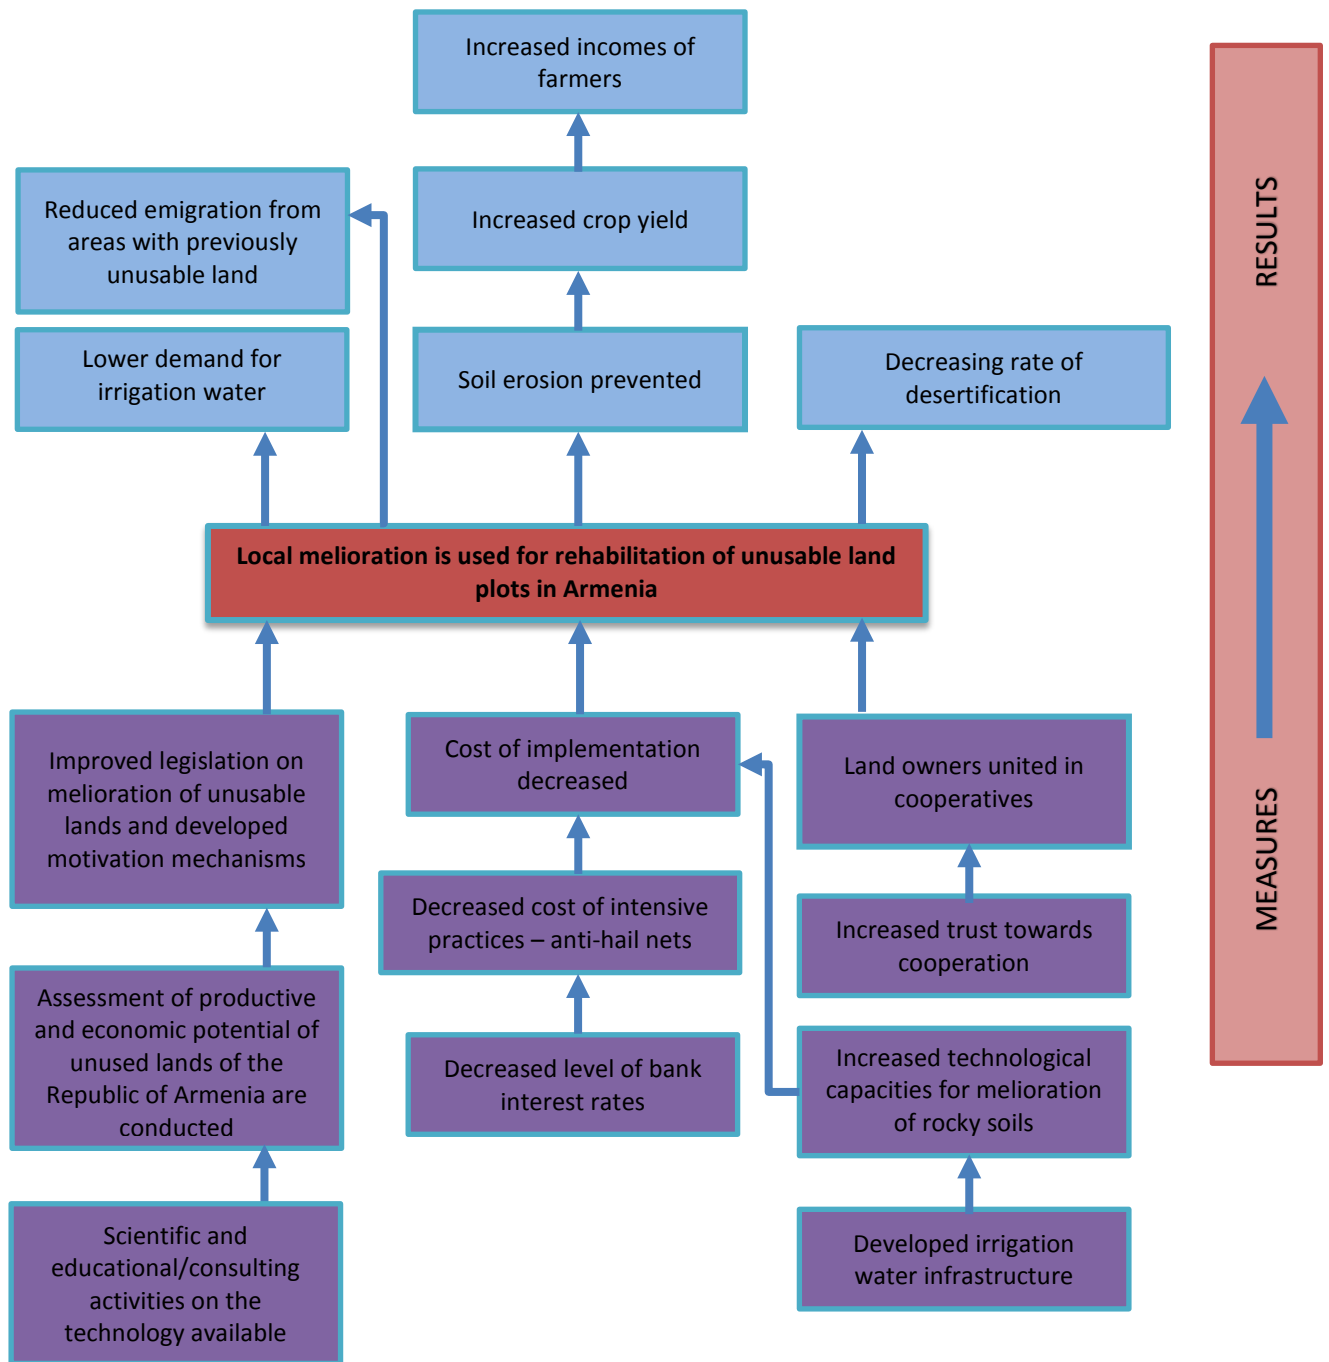 Increased incomes of
farmers
Reduced emigration from
areas with previously
unusable land
Increased crop yield
Lower demand for
irrigation water
Soil erosion prevented
Decreasing rate of
desertification
Local melioration is used for rehabilitation of unusable land
plots in Armenia
Improved legislation on
melioration of unusable
lands and developed
motivation mechanisms
Cost of implementation
decreased
Land owners united in
cooperatives
Decreased cost of intensive
practices – anti-hail nets
Increased trust towards
cooperation
Assessment of productive
and economic potential of
unused lands of the
Republic of Armenia are
conducted
Decreased level of bank
interest rates
Increased technological
capacities for melioration
of rocky soils
Scientific and
educational/consulting
activities on the
technology available
Developed irrigation
water infrastructure
RESULTS
MEASURES